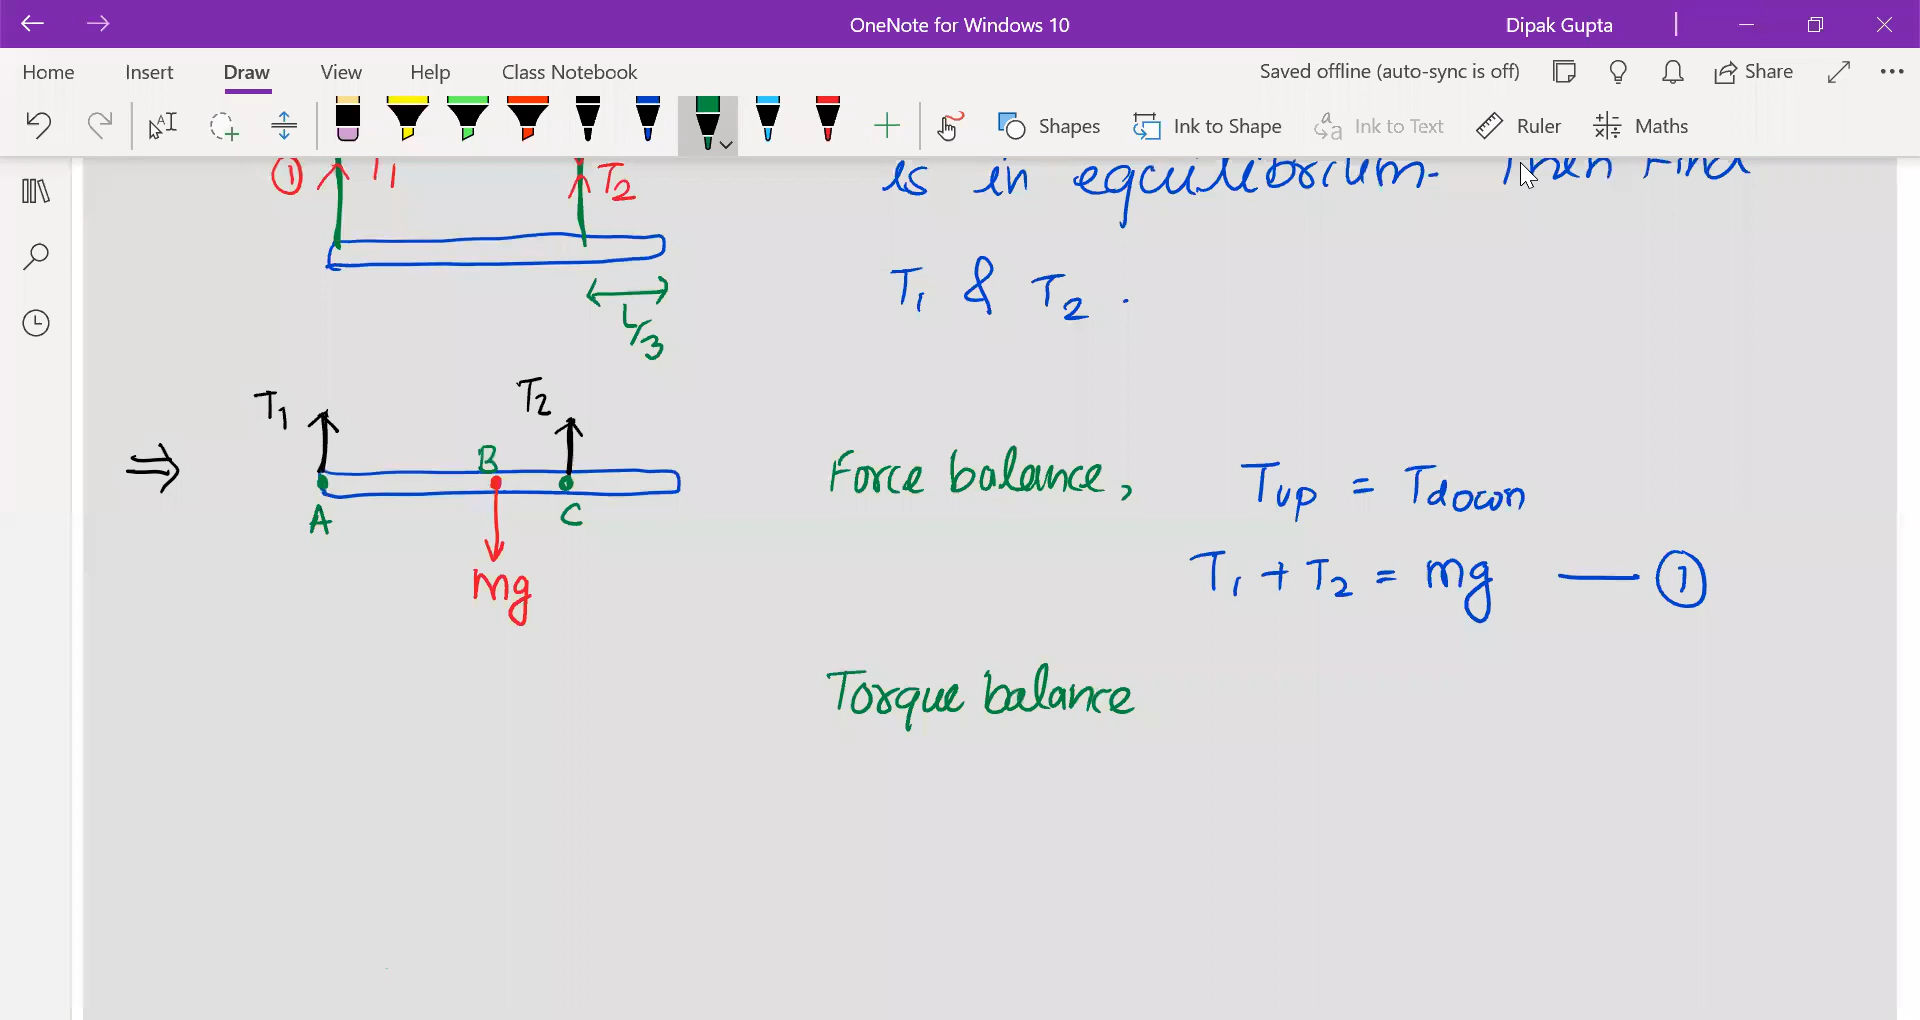 OneNote for Windows 10
Dipak Gupta
Home Insert Draw View Help Class Notebook
Saved offline (auto-sync is off) Share
Shapes Ink to Shape Ink to Text Ruler Maths
① T1 T2
is in equilibrium. Then Find
L/3
T1 & T2 .
T1 T2
B
A C
mg
Force balance, Tup = Tdown
T1 + T2 = mg — ①
Torque balance